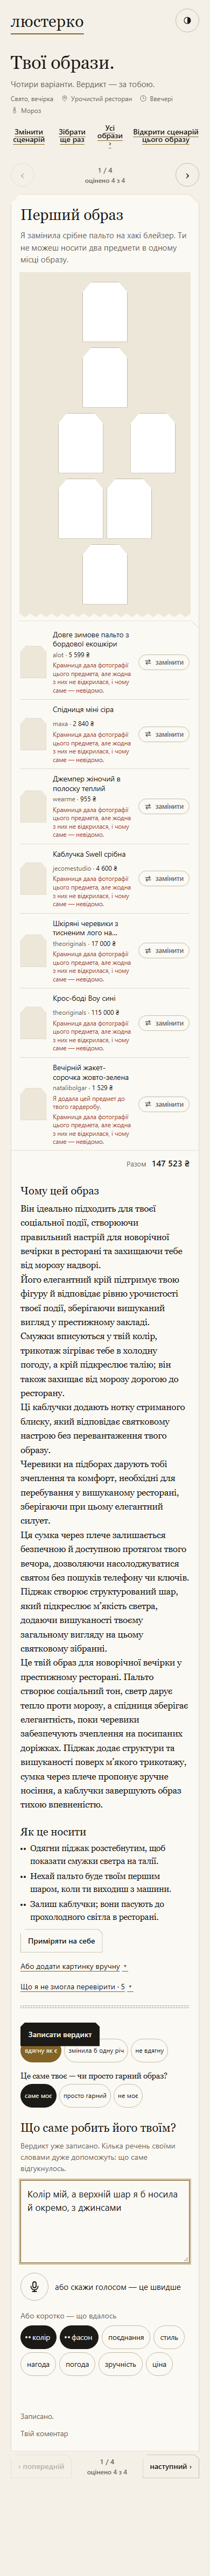 люстерко
Твої образи.
Чотири варіанти. Вердикт — за тобою.
Свято, вечірка Урочистий ресторан Ввечері
Мороз
Змінити
сценарій
Зібрати
ще раз
Усі
образи
›
Відкрити сценарій
цього образу
‹
1 / 4
оцінено 4 з 4
›
Перший образ
Я замінила срібне пальто на хакі блейзер. Ти
не можеш носити два предмети в одному
місці образу.
Довге зимове пальто з
бордової екошкіри
alot · 5 599 ₴
Крамниця дала фотографії
цього предмета, але жодна
з них не відкрилася, і чому
саме — невідомо.
замінити
Спідниця міні сіра
maxa · 2 840 ₴
Крамниця дала фотографії
цього предмета, але жодна
з них не відкрилася, і чому
саме — невідомо.
замінити
Джемпер жіночий в
полоску теплий
wearme · 955 ₴
Крамниця дала фотографії
цього предмета, але жодна
з них не відкрилася, і чому
саме — невідомо.
замінити
Каблучка Swell срібна
jecomestudio · 4 600 ₴
Крамниця дала фотографії
цього предмета, але жодна
з них не відкрилася, і чому
саме — невідомо.
замінити
Шкіряні черевики з
тисненим лого на...
theoriginals · 17 000 ₴
Крамниця дала фотографії
цього предмета, але жодна
з них не відкрилася, і чому
саме — невідомо.
замінити
Крос-боді Boy сині
theoriginals · 115 000 ₴
Крамниця дала фотографії
цього предмета, але жодна
з них не відкрилася, і чому
саме — невідомо.
замінити
Вечірній жакет-
сорочка жовто-зелена
natalibolgar · 1 529 ₴
Я додала цей предмет до
твого гардеробу.
Крамниця дала фотографії
цього предмета, але жодна
з них не відкрилася, і чому
саме — невідомо.
замінити
Разом 147 523 ₴
Чому цей образ
Він ідеально підходить для твоєї
соціальної події, створюючи
правильний настрій для новорічної
вечірки в ресторані та захищаючи тебе
від морозу надворі.
Його елегантний крій підтримує твою
фігуру й відповідає рівню урочистості
твоєї події, зберігаючи вишуканий
вигляд у престижному закладі.
Смужки вписуються у твій колір,
трикотаж зігріває тебе в холодну
погоду, а крій підкреслює талію; він
також захищає від морозу дорогою до
ресторану.
Ці каблучки додають нотку стриманого
блиску, який відповідає святковому
настрою без перевантаження твого
образу.
Черевики на підборах дарують тобі
зчеплення та комфорт, необхідні для
перебування у вишуканому ресторані,
зберігаючи при цьому елегантний
силует.
Ця сумка через плече залишається
безпечною й доступною протягом твого
вечора, дозволяючи насолоджуватися
святом без пошуків телефону чи ключів.
Піджак створює структурований шар,
який підкреслює м’якість светра,
додаючи вишуканості твоєму
загальному вигляду на цьому
святковому зібранні.
Це твій образ для новорічної вечірки у
престижному ресторані. Пальто
створює соціальний тон, светр дарує
тепло проти морозу, а спідниця зберігає
елегантність, поки черевики
забезпечують зчеплення на посипаних
доріжках. Піджак додає структури та
вишуканості поверх м’якого трикотажу,
сумка через плече пропонує зручне
носіння, а каблучки завершують образ
тихою впевненістю.
Як це носити
Одягни піджак розстебнутим, щоб
показати смужки светра на талії.
Нехай пальто буде твоїм першим
шаром, коли ти виходиш з машини.
Залиш каблучки; вони пасують до
прохолодного світла в ресторані.
Приміряти на себе
Або додати картинку вручну
Що я не змогла перевірити · 5
Записати вердикт
вдягну як є
змінила б одну річ
не вдягну
Це саме твоє — чи просто гарний образ?
саме моє
просто гарний
не моє
Що саме робить його твоїм?
Вердикт уже записано. Кілька речень своїми
словами дуже допоможуть: що саме
відгукнулось.
Колір мій, а верхній шар я б носила
й окремо, з джинсами
або скажи голосом — це швидше
Або коротко — що вдалось
колір
фасон
поєднання
стиль
нагода
погода
зручність
ціна
Записано.
Твій коментар
‹ попередній
1 / 4
оцінено 4 з 4
наступний ›